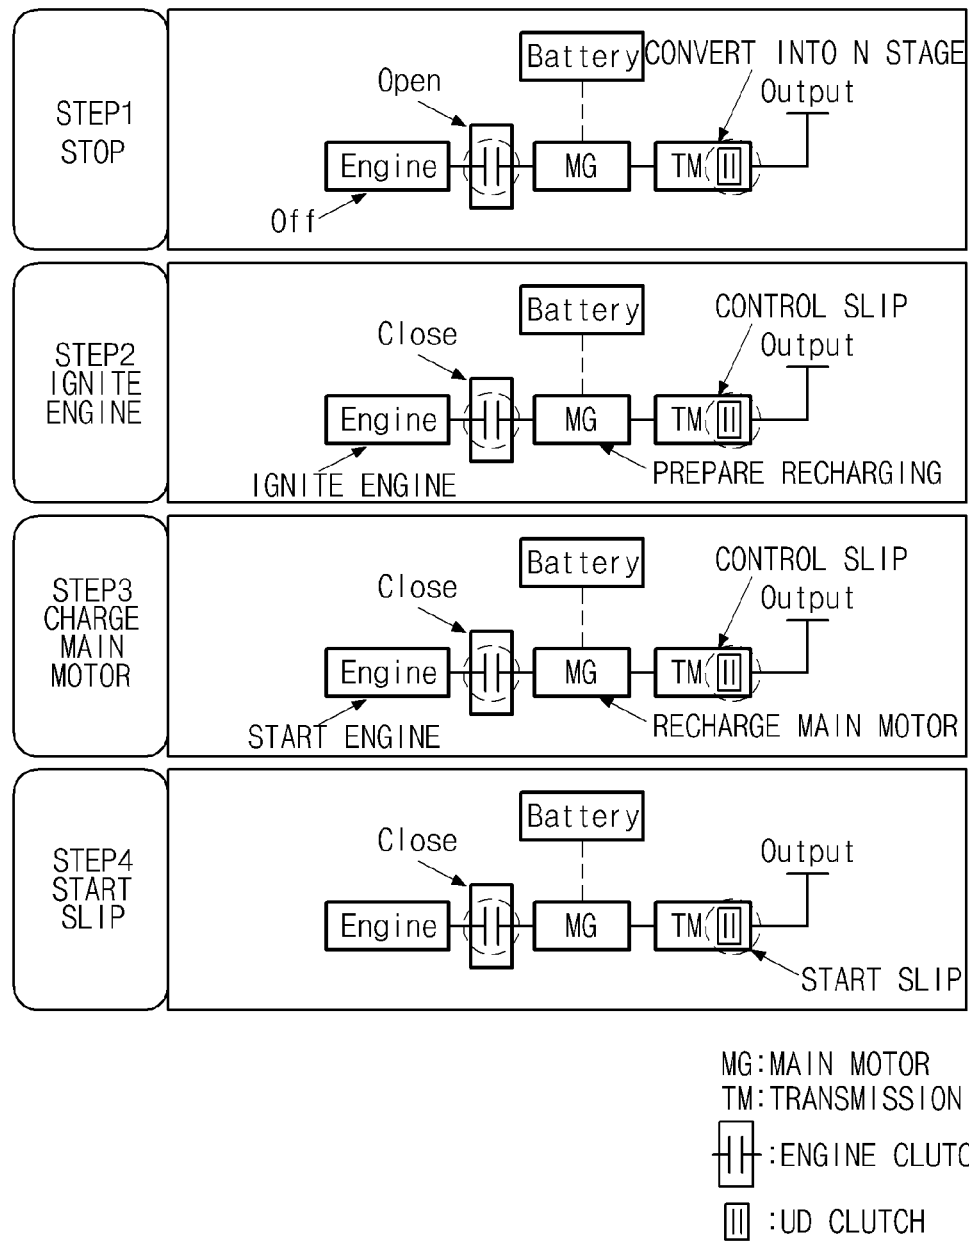 STEP1
STOP
Battery
CONVERT INTO N STAGE
Open
Output
Engine
MG
TM
Off
STEP2
IGNITE
ENGINE
Battery
CONTROL SLIP
Close
Output
Engine
MG
TM
IGNITE ENGINE
PREPARE RECHARGING
STEP3
CHARGE
MAIN
MOTOR
Battery
CONTROL SLIP
Close
Output
Engine
MG
TM
START ENGINE
RECHARGE MAIN MOTOR
STEP4
START
SLIP
Battery
Close
Output
Engine
MG
TM
START SLIP
MG:MAIN MOTOR
TM:TRANSMISSION
:ENGINE CLUTC
:UD CLUTCH